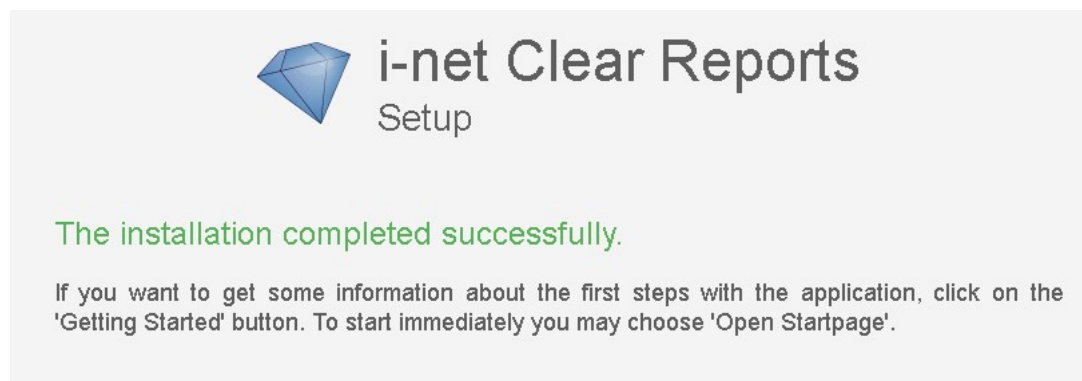 i-net Clear Reports
Setup
The installation completed successfully.
If you want to get some information about the first steps with the application, click on the
'Getting Started' button. To start immediately you may choose 'Open Startpage'.